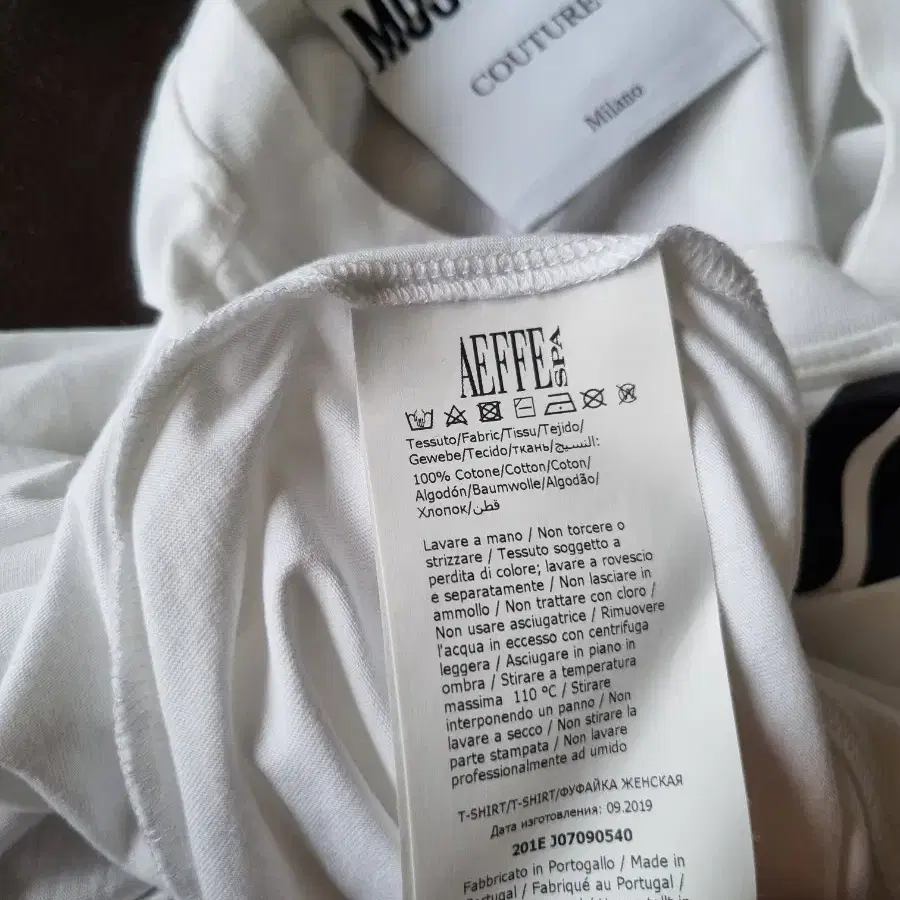 COUTURE
Milano
AEFFE SPA
Tessuto/Fabric/Tissu/Tejido/
Gewebe/Tecido/ткань/النسيج:
100% Cotone/Cotton/Coton/
Algodón/Baumwolle/Algodão/
Хлопок/قطن
Lavare a mano / Non torcere o
strizzare / Tessuto soggetto a
perdita di colore; lavare a rovescio
e separatamente / Non lasciare in
ammollo / Non trattare con cloro /
Non usare asciugatrice / Rimuovere
l'acqua in eccesso con centrifuga
leggera / Asciugare in piano in
ombra / Stirare a temperatura
massima 110 °C / Stirare
interponendo un panno / Non
lavare a secco / Non stirare la
parte stampata / Non lavare
professionalmente ad umido
T-SHIRT/T-SHIRT/ФУФАЙКА ЖЕНСКАЯ
Дата изготовления: 09.2019
201E J07090540
Fabbricato in Portogallo / Made in
Portugal / Fabriqué au Portugal /